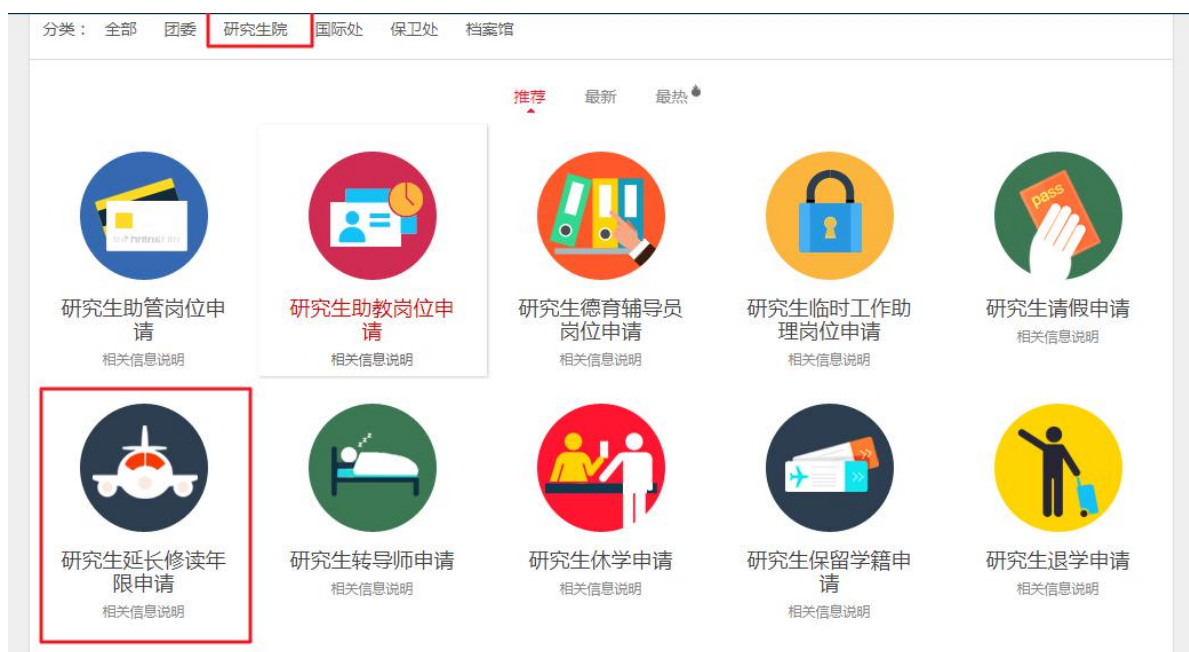 分类： 全部 团委 研究生院 国际处 保卫处 档案馆
推荐 最新 最热
pass
研究生助管岗位申
请
相关信息说明
研究生助教岗位申
请
相关信息说明
研究生德育辅导员
岗位申请
相关信息说明
研究生临时工作助
理岗位申请
相关信息说明
研究生请假申请
相关信息说明
研究生延长修读年
限申请
相关信息说明
研究生转导师申请
相关信息说明
研究生休学申请
相关信息说明
研究生保留学籍申
请
相关信息说明
研究生退学申请
相关信息说明